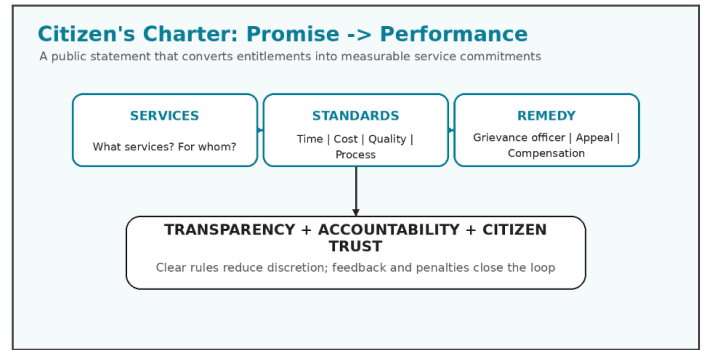 Citizen's Charter: Promise -> Performance
A public statement that converts entitlements into measurable service commitments
SERVICES
What services? For whom?
STANDARDS
Time | Cost | Quality |
Process
REMEDY
Grievance officer | Appeal |
Compensation
TRANSPARENCY + ACCOUNTABILITY + CITIZEN
TRUST
Clear rules reduce discretion; feedback and penalties close the loop